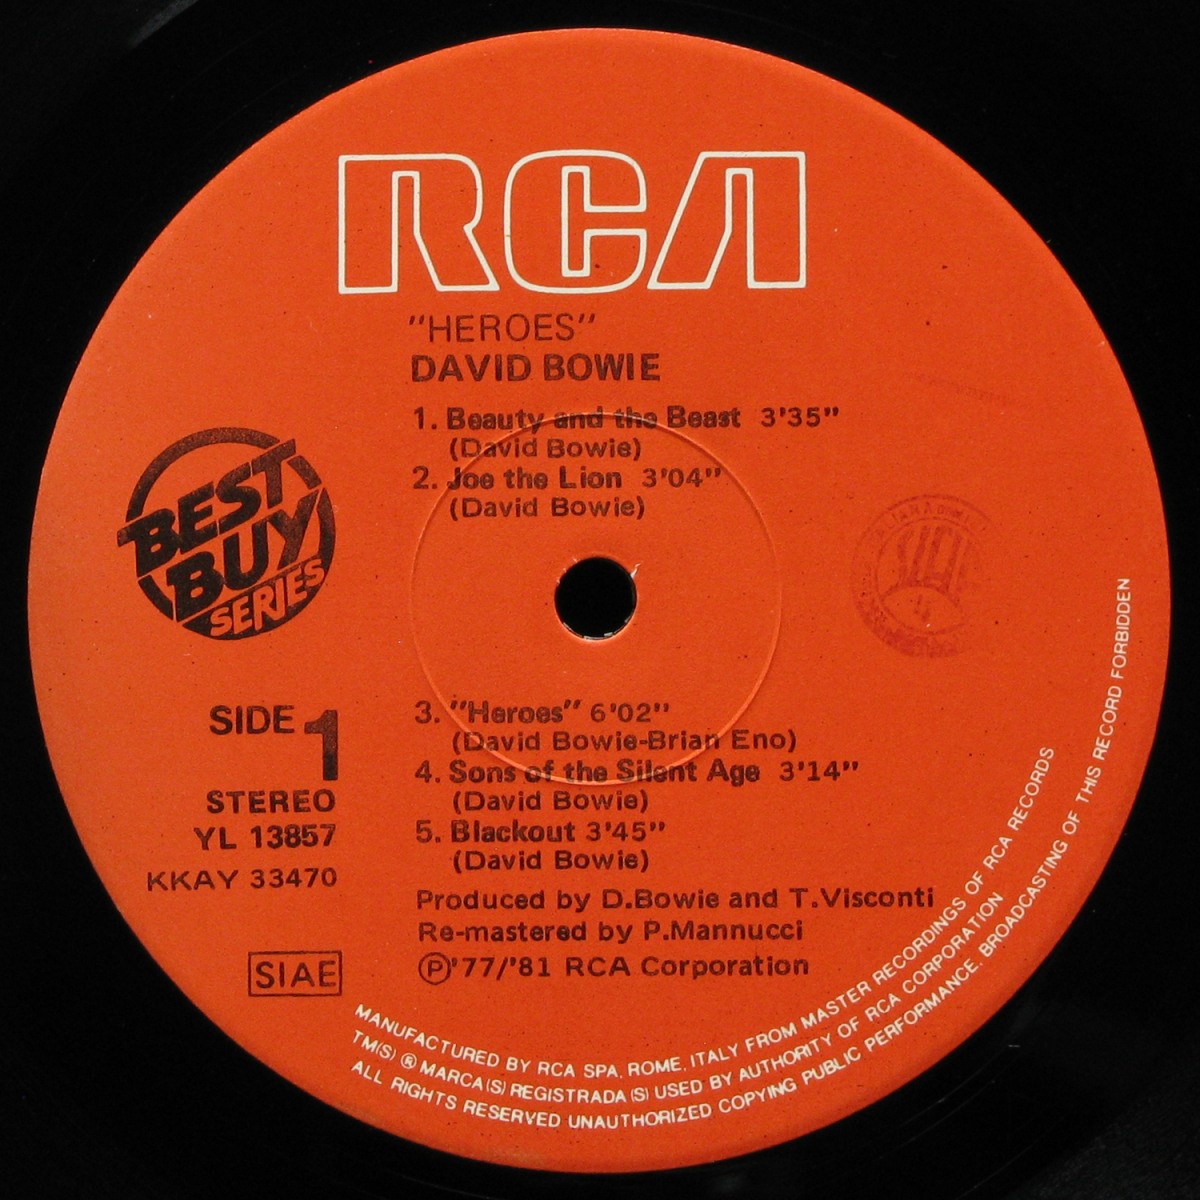 RCA
"HEROES"
DAVID BOWIE
1. Beauty and the Beast 3'35"
(David Bowie)
2. Joe the Lion 3'04"
(David Bowie)
BEST
BUY
SERIES
3. "Heroes" 6'02"
(David Bowie-Brian Eno)
4. Sons of the Silent Age 3'14"
(David Bowie)
5. Blackout 3'45"
(David Bowie)
SIDE 1
STEREO
YL 13857
KKAY 33470
Produced by D.Bowie and T.Visconti
Re-mastered by P.Mannucci
Ⓟ'77/'81 RCA Corporation
SIAE
MANUFACTURED BY RCA SPA, ROME, ITALY FROM MASTER RECORDINGS OF RCA RECORDS
TM(S) ® MARCA(S) REGISTRADA(S) USED BY AUTHORITY OF RCA CORPORATION
ALL RIGHTS RESERVED UNAUTHORIZED COPYING PUBLIC PERFORMANCE, BROADCASTING OF THIS RECORD FORBIDDEN